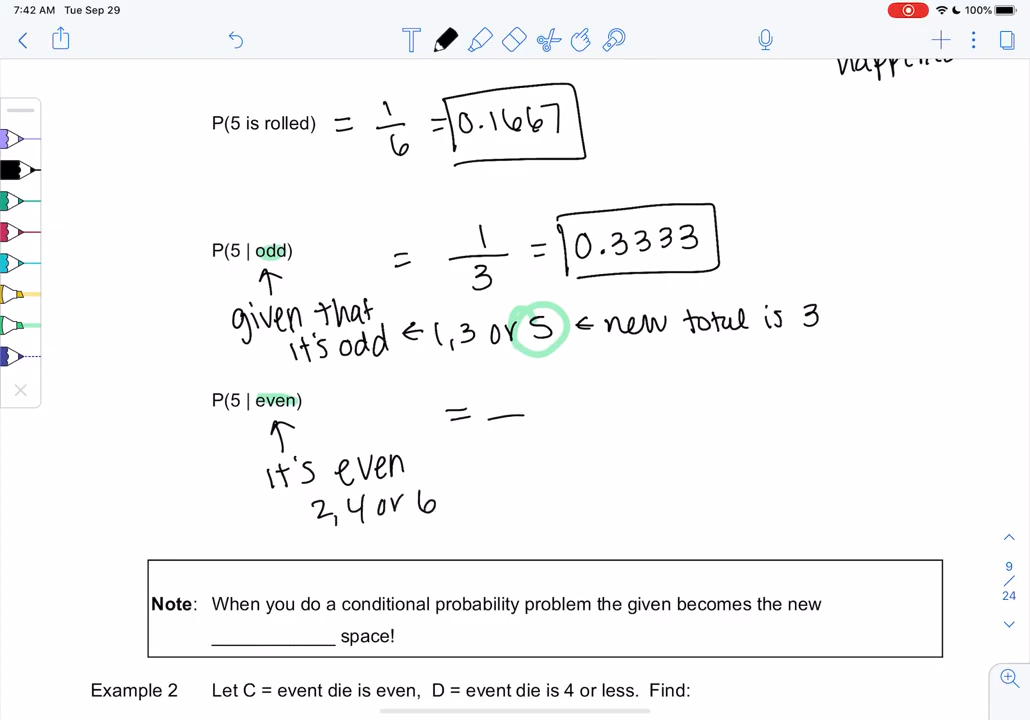 7:42 AM Tue Sep 29
100%
P(5 is rolled) = 1/6 = 0.1667
P(5 | odd) = 1/3 = 0.3333
given that
it's odd ← 1, 3 or 5 ← new total is 3
P(5 | even) = —
it's even
2, 4 or 6
9
/
24
Note: When you do a conditional probability problem the given becomes the new
____________ space!
Example 2 Let C = event die is even, D = event die is 4 or less. Find: